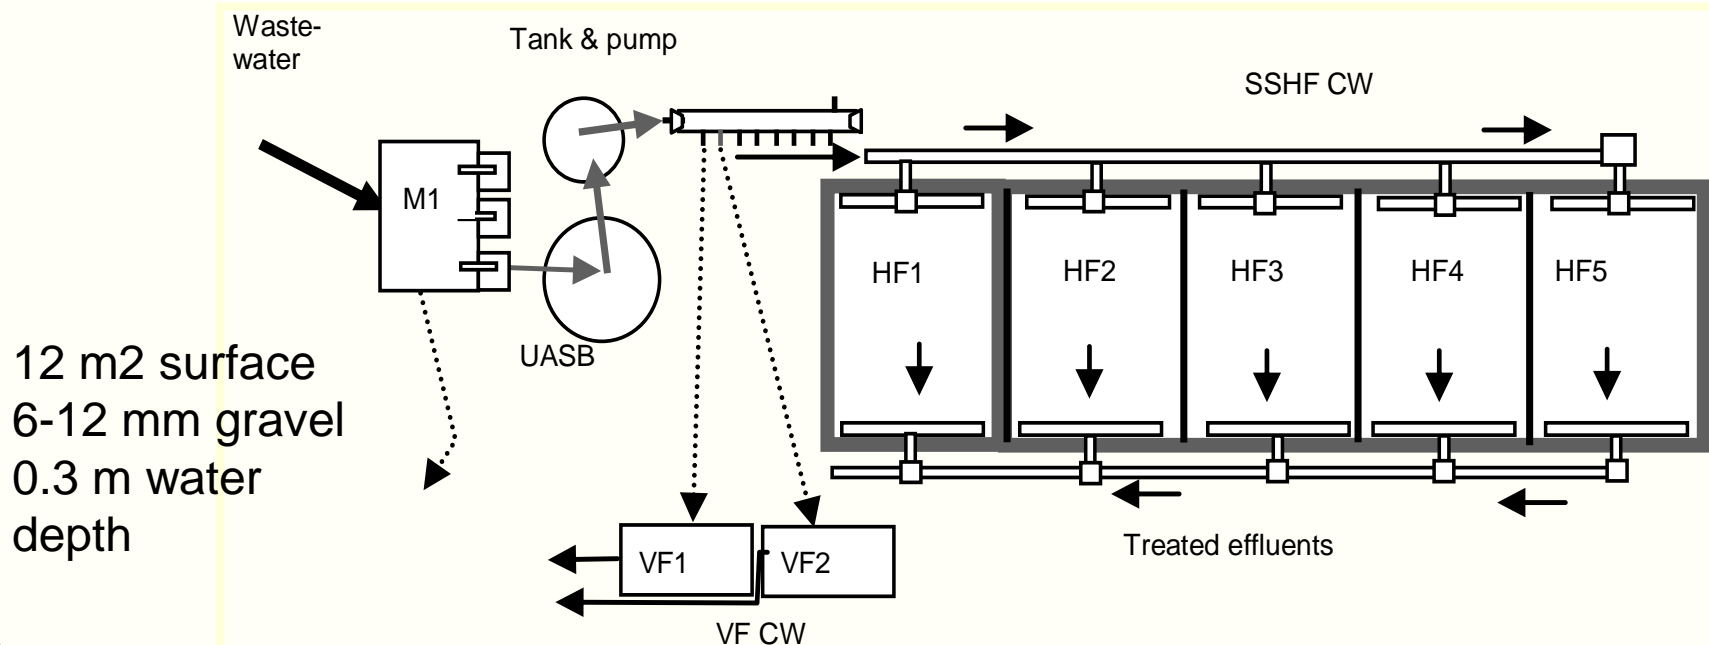 Waste-
water
Tank & pump
SSHF CW
M1
HF1
HF2
HF3
HF4
HF5
UASB
12 m2 surface
6-12 mm gravel
0.3 m water
depth
Treated effluents
VF1
VF2
VF CW